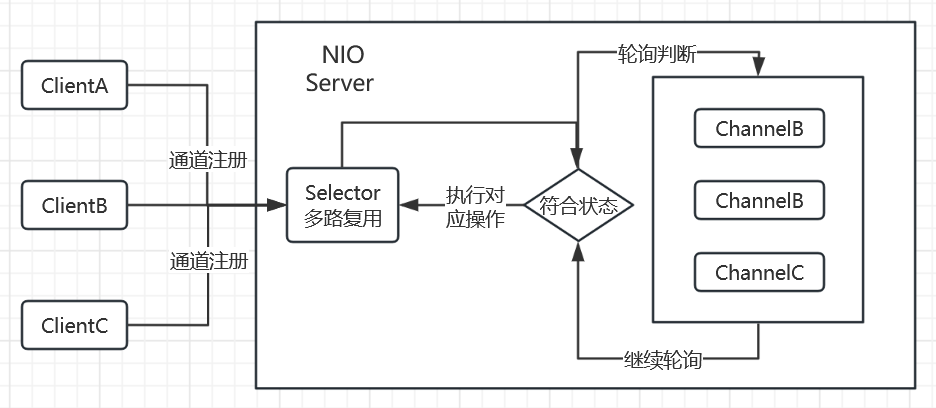 NIO
Server
轮询判断
ClientA
ChannelB
通道注册
Selector
多路复用
执行对
应操作
符合状态
ClientB
ChannelB
通道注册
ChannelC
ClientC
继续轮询